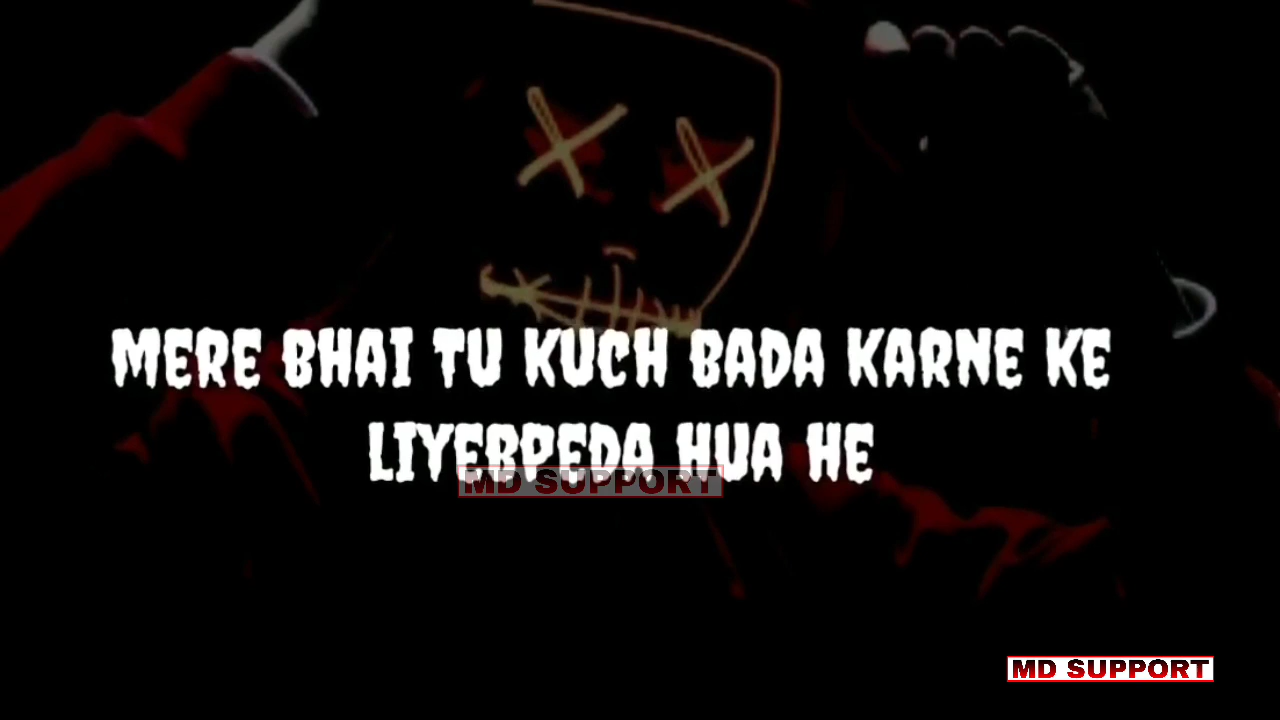 MERE BHAI TU KUCH BADA KARNE KE
LIYERPEDA HUA HE
MD SUPPORT
MD SUPPORT